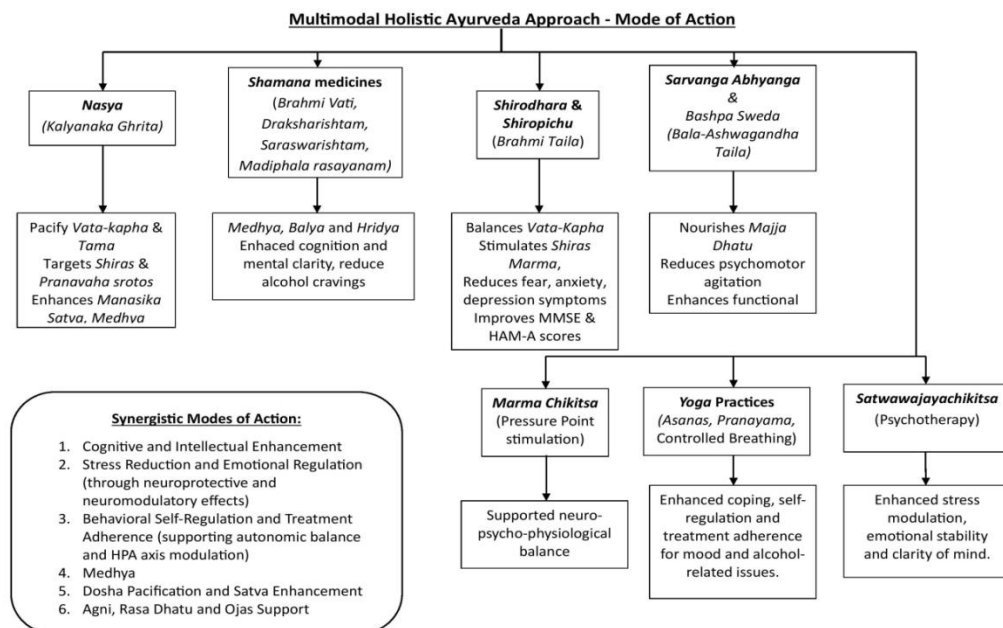 Multimodal Holistic Ayurveda Approach - Mode of Action
Nasya
(Kalyanaka Ghrita)
Shamana medicines
(Brahmi Vati,
Draksharishtam,
Saraswarishtam,
Madiphala rasayanam)
Shirodhara &
Shiropichu
(Brahmi Taila)
Sarvanga Abhyanga
&
Bashpa Sweda
(Bala-Ashwagandha
Taila)
Pacify Vata-kapha &
Tama
Targets Shiras &
Pranavaha srotos
Enhances Manasika
Satva, Medhya
Medhya, Balya and Hridya
Enhaced cognition and
mental clarity, reduce
alcohol cravings
Balances Vata-Kapha
Stimulates Shiras
Marma,
Reduces fear, anxiety,
depression symptoms
Improves MMSE &
HAM-A scores
Nourishes Majja
Dhatu
Reduces psychomotor
agitation
Enhances functional
Marma Chikitsa
(Pressure Point
stimulation)
Yoga Practices
(Asanas, Pranayama,
Controlled Breathing)
Satwawajayachikitsa
(Psychotherapy)
Supported neuro-
psycho-physiological
balance
Enhanced coping, self-
regulation and
treatment adherence
for mood and alcohol-
related issues.
Enhanced stress
modulation,
emotional stability
and clarity of mind.
Synergistic Modes of Action:
1. Cognitive and Intellectual Enhancement
2. Stress Reduction and Emotional Regulation
(through neuroprotective and
neuromodulatory effects)
3. Behavioral Self-Regulation and Treatment
Adherence (supporting autonomic balance
and HPA axis modulation)
4. Medhya
5. Dosha Pacification and Satva Enhancement
6. Agni, Rasa Dhatu and Ojas Support